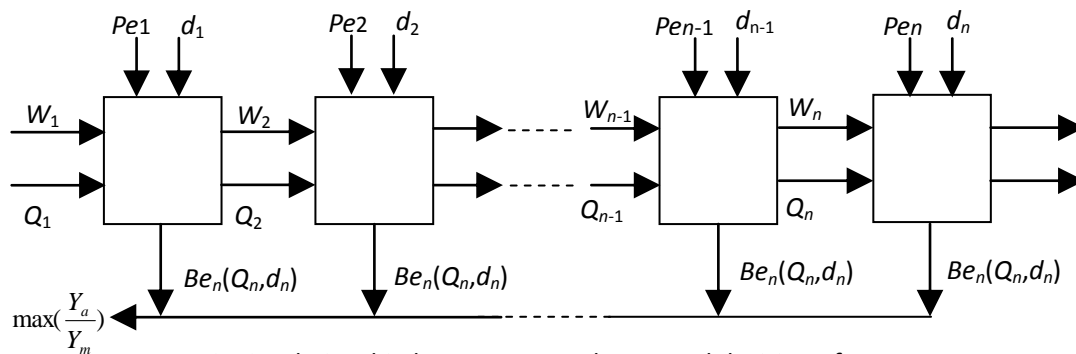 Pe1 d₁ Pe2 d₂ Peₙ₋₁ dₙ₋₁ Peₙ dₙ
W₁ W₂ Wₙ₋₁ Wₙ
Q₁ Q₂ Qₙ₋₁ Qₙ
Beₙ(Qₙ,dₙ) Beₙ(Qₙ,dₙ) Beₙ(Qₙ,dₙ) Beₙ(Qₙ,dₙ)
max(Yₐ/Yₘ)